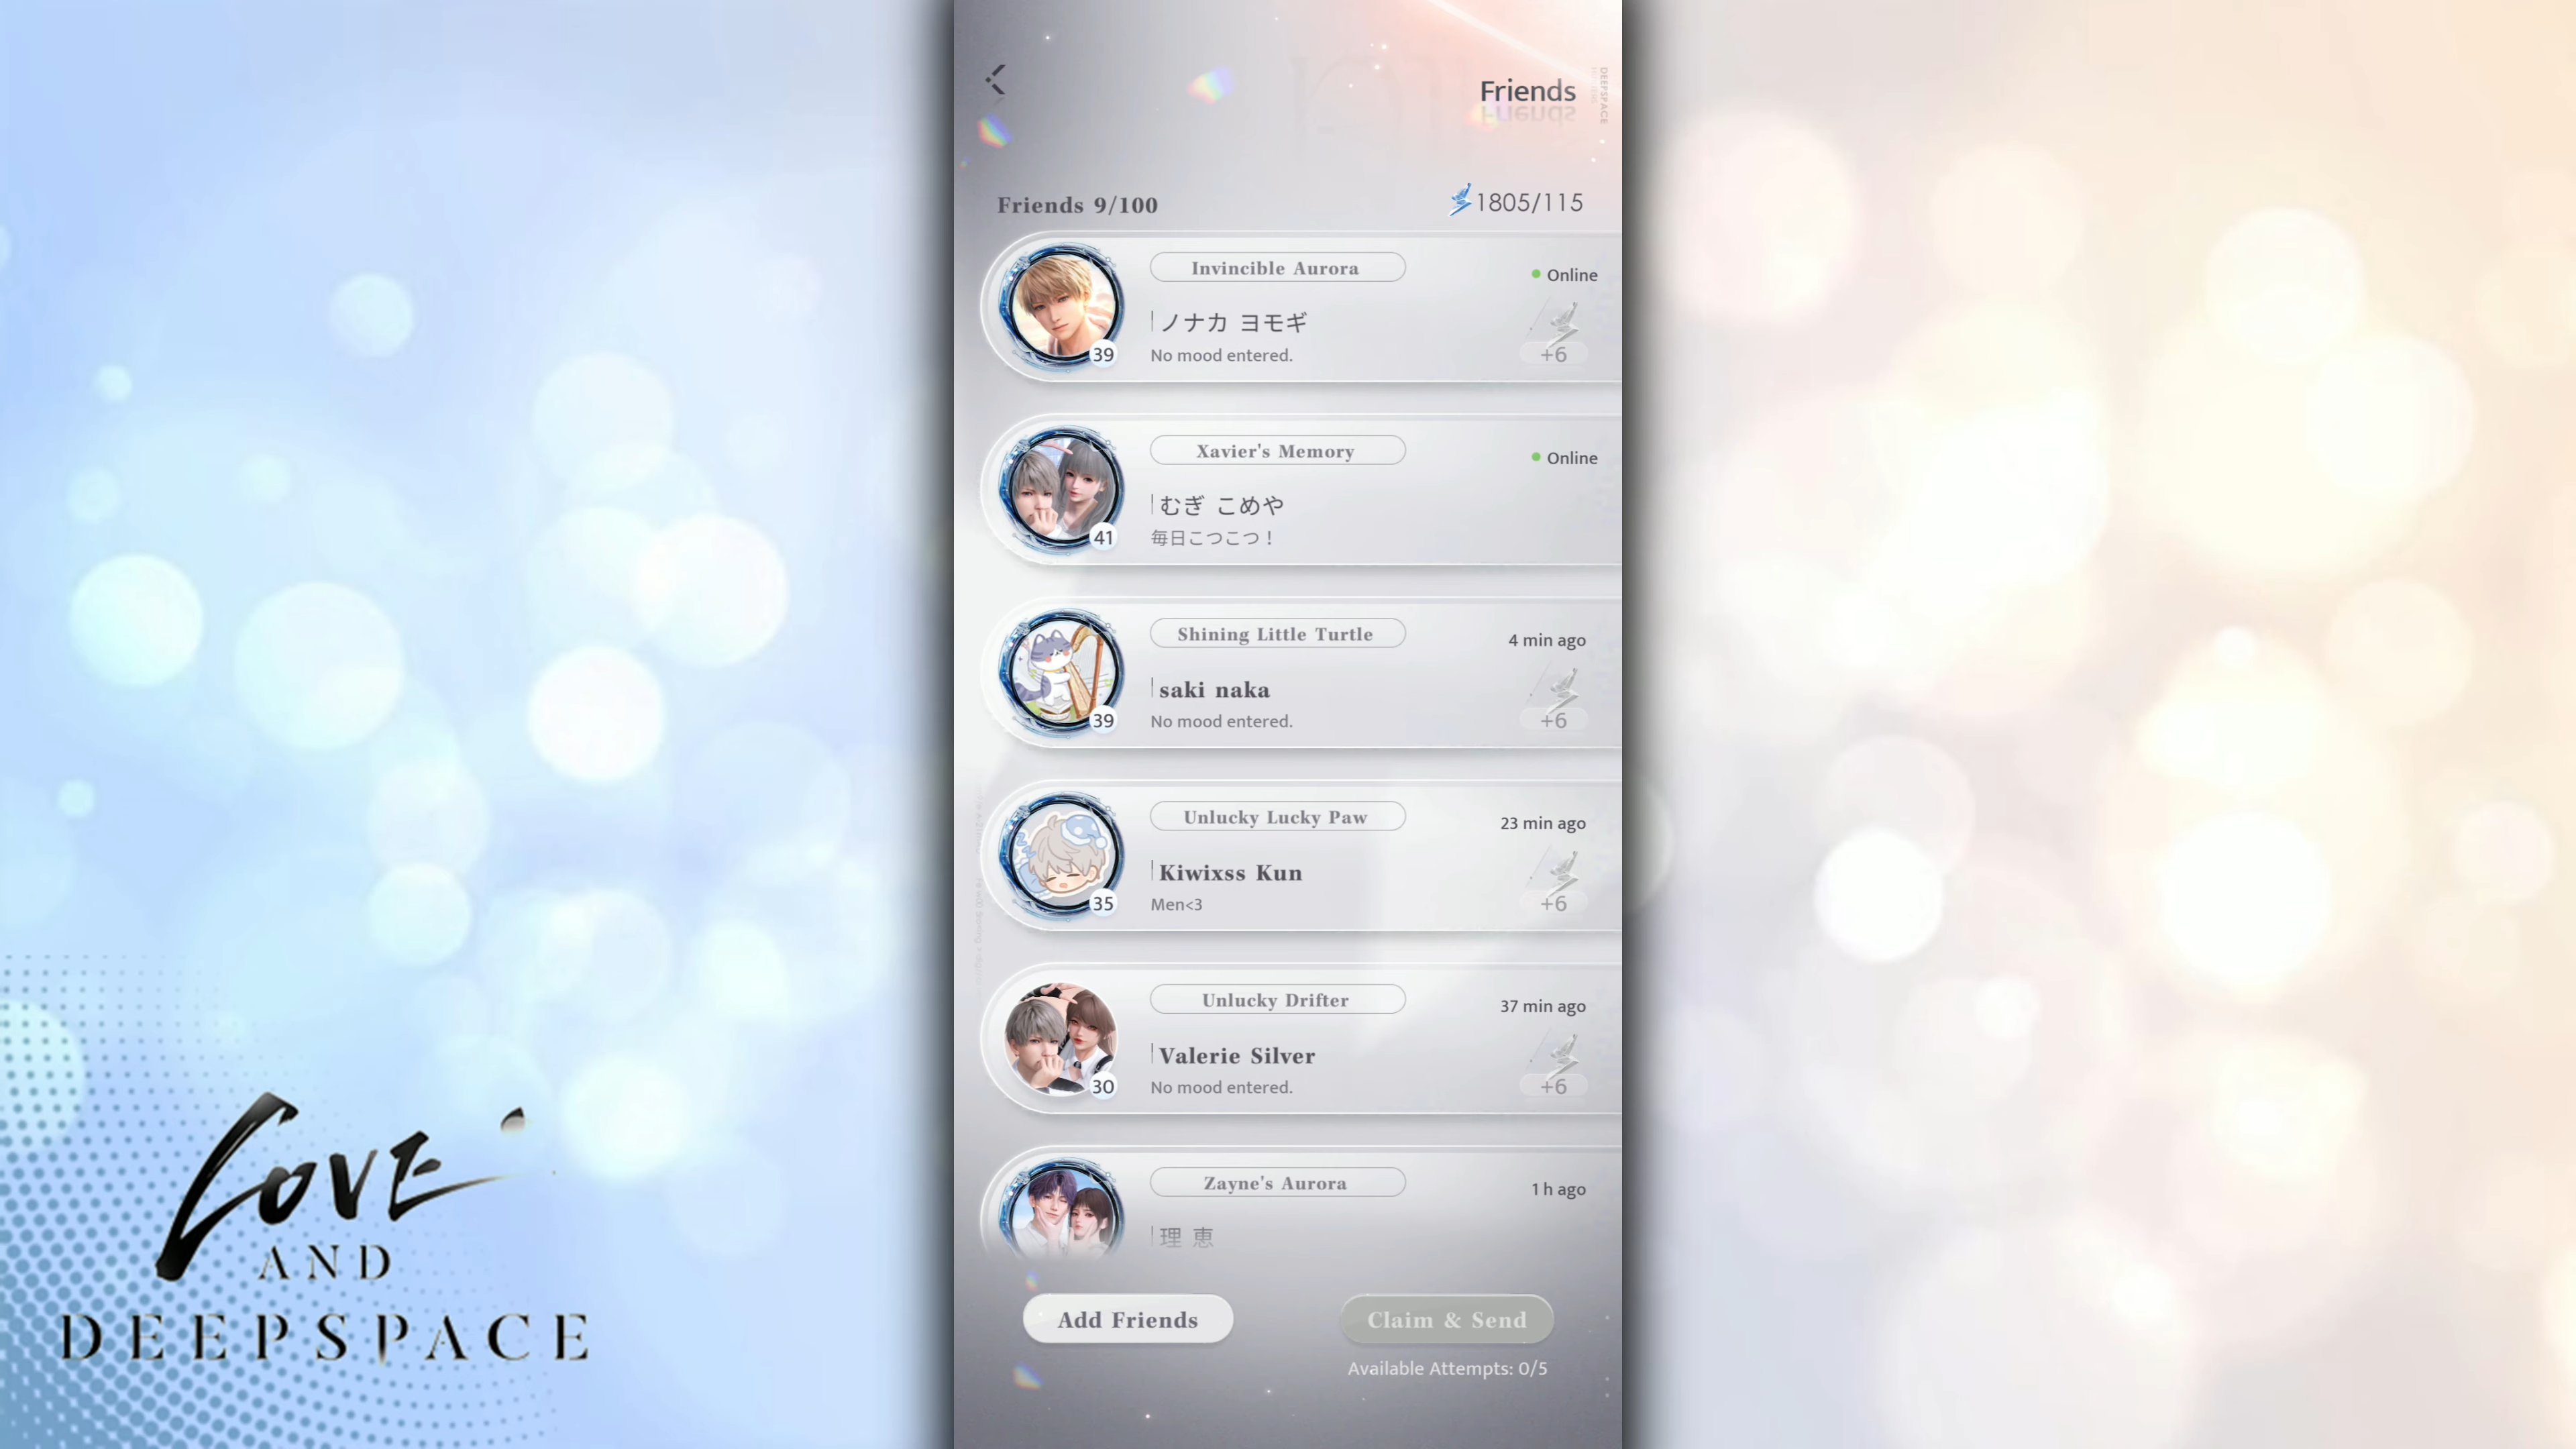 Friends
DEEPSPACE
Friends 9/100
1805/115
Invincible Aurora
Online
ノナカ ヨモギ
39
No mood entered.
+6
Xavier's Memory
Online
むぎ こめや
41
毎日こつこつ！
Shining Little Turtle
4 min ago
saki naka
39
No mood entered.
+6
Unlucky Lucky Paw
23 min ago
Kiwixss Kun
35
Men<3
+6
Unlucky Drifter
37 min ago
Valerie Silver
30
No mood entered.
+6
Zayne's Aurora
1 h ago
理 恵
Add Friends
Claim & Send
Available Attempts: 0/5
LOVE
AND
DEEPSPACE